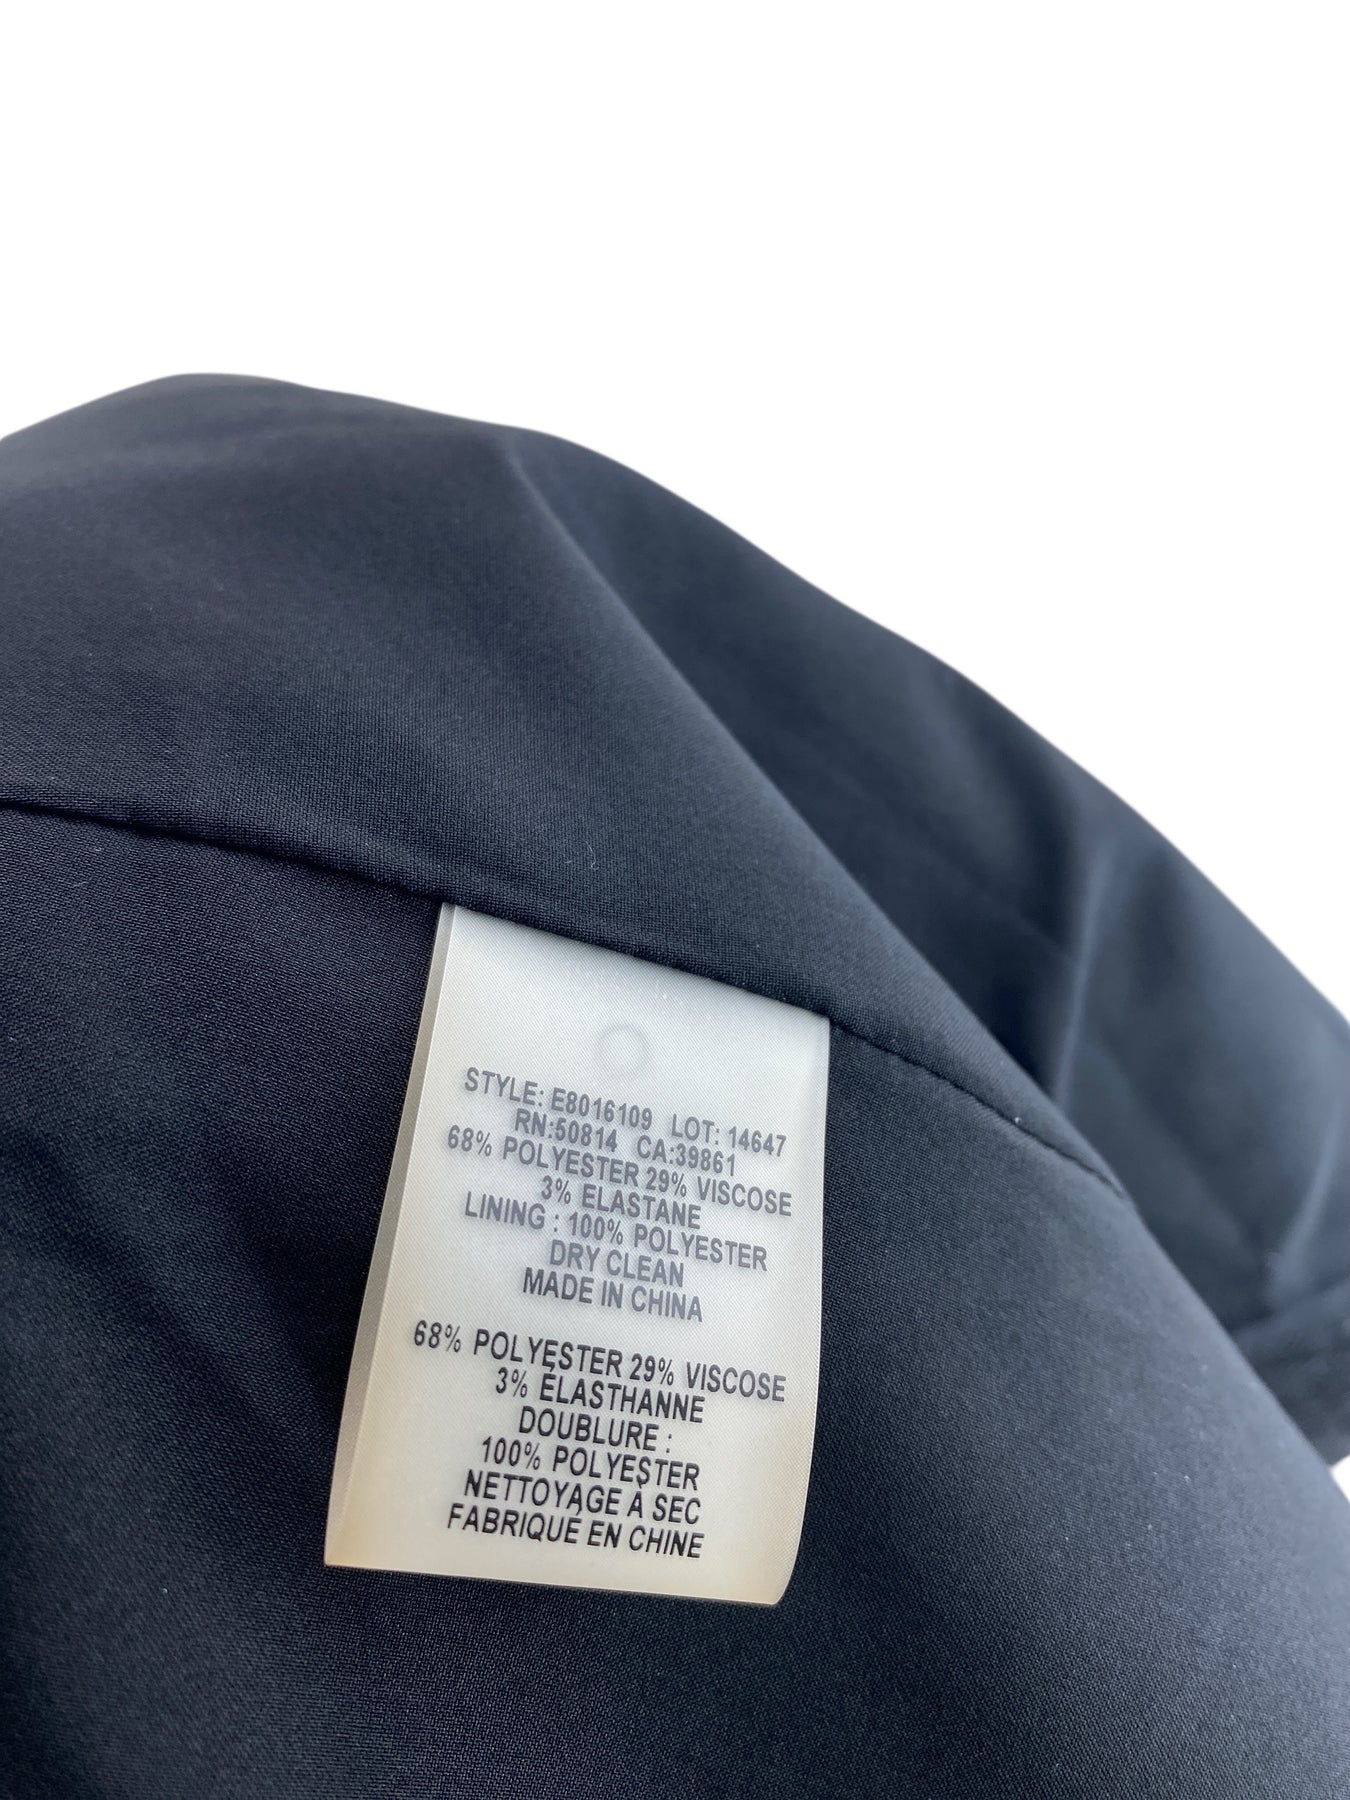 STYLE: E8016109 LOT: 14647
RN:50814 CA:39861
68% POLYESTER 29% VISCOSE
3% ELASTANE
LINING : 100% POLYESTER
DRY CLEAN
MADE IN CHINA
68% POLYESTER 29% VISCOSE
3% ÉLASTHANNE
DOUBLURE :
100% POLYESTER
NETTOYAGE À SEC
FABRIQUÉ EN CHINE